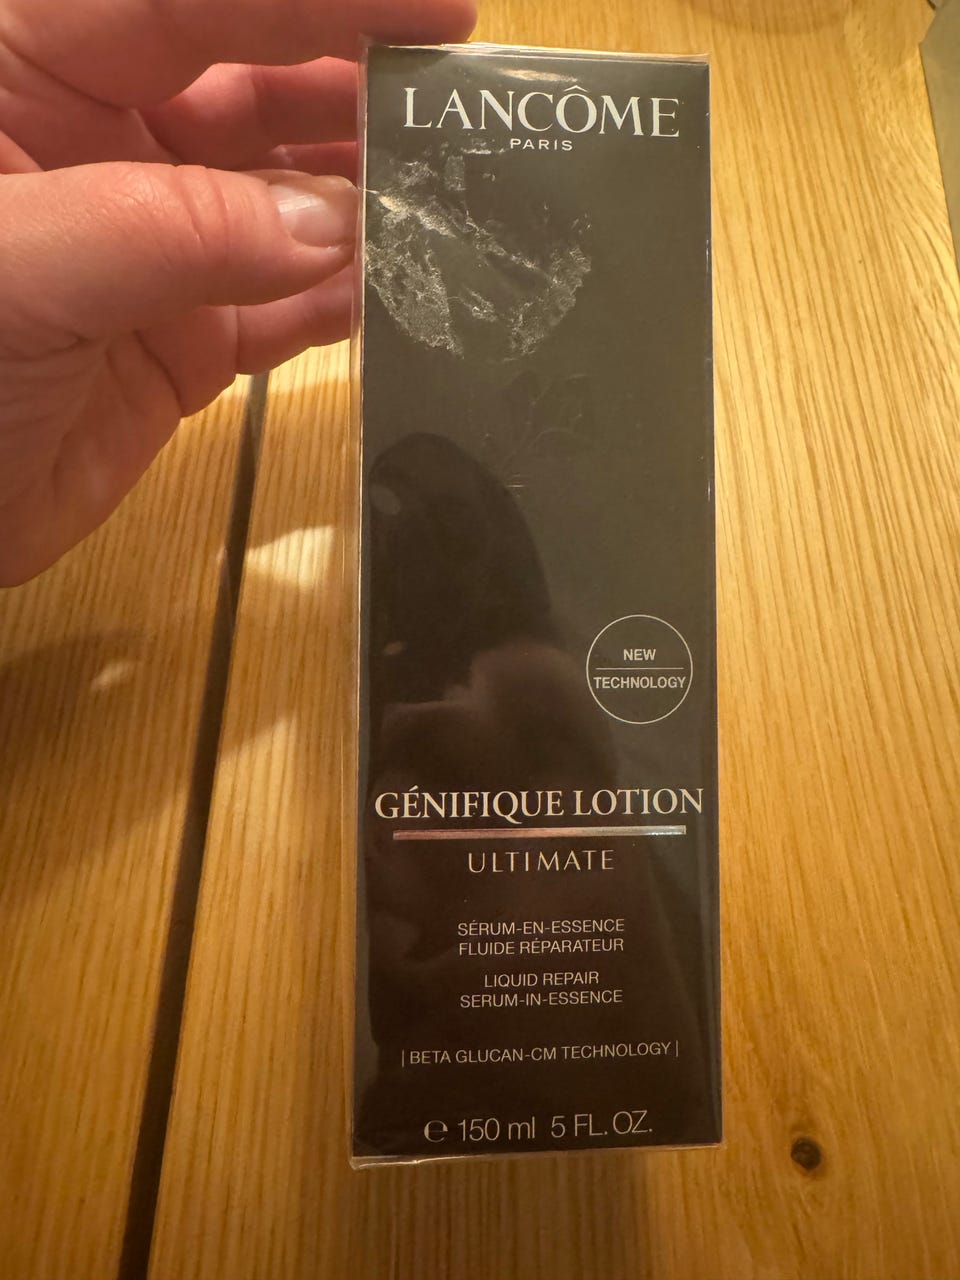 LANCÔME
PARIS
NEW
TECHNOLOGY
GÉNIFIQUE LOTION
ULTIMATE
SÉRUM-EN-ESSENCE
FLUIDE RÉPARATEUR
LIQUID REPAIR
SERUM-IN-ESSENCE
| BETA GLUCAN-CM TECHNOLOGY |
℮ 150 ml 5 FL. OZ.